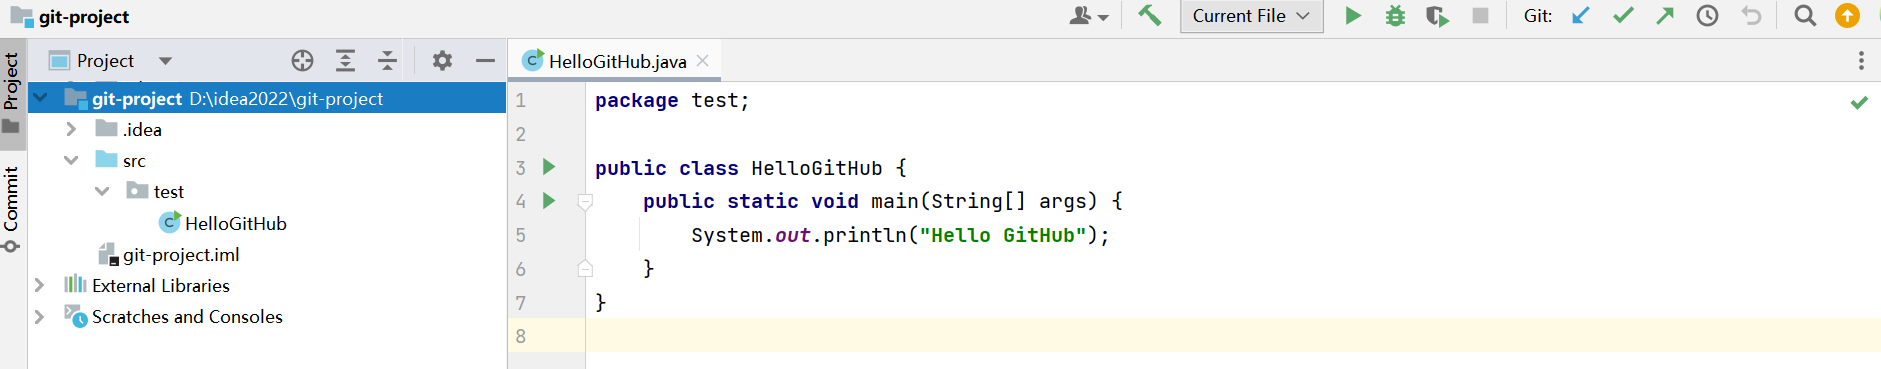 git-project
Current File
Git:
Project
HelloGitHub.java
Project
Commit
git-project D:\idea2022\git-project
.idea
src
test
HelloGitHub
git-project.iml
External Libraries
Scratches and Consoles
1 package test;
2
3 public class HelloGitHub {
4 public static void main(String[] args) {
5 System.out.println("Hello GitHub");
6 }
7 }
8